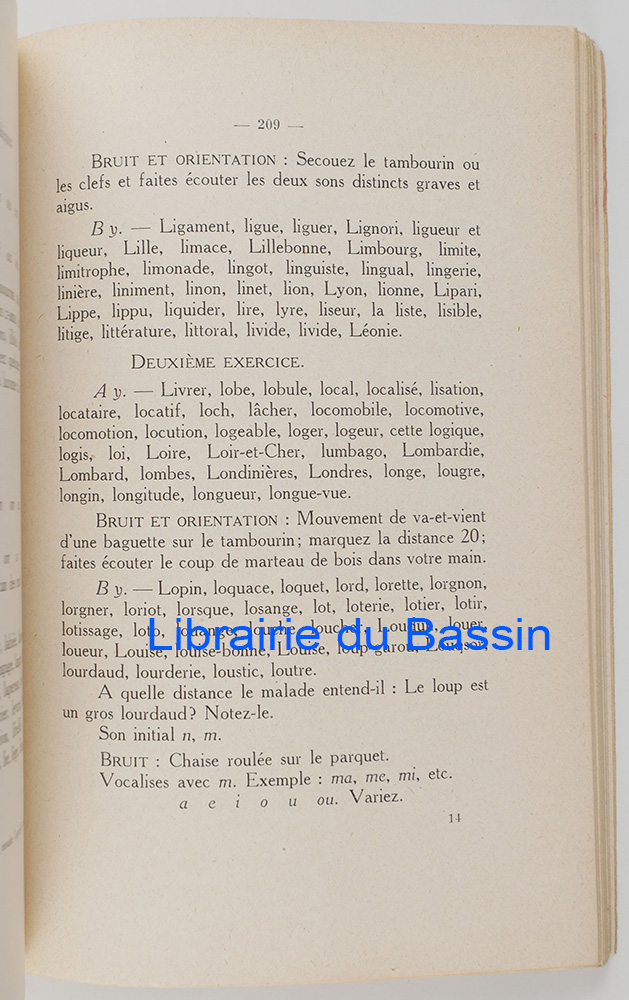 — 209 —
BRUIT ET ORIENTATION : Secouez le tambourin ou
les clefs et faites écouter les deux sons distincts graves et
aigus.
B y. — Ligament, ligue, liguer, Lignori, ligueur et
liqueur, Lille, limace, Lillebonne, Limbourg, limite,
limitrophe, limonade, lingot, linguiste, lingual, lingerie,
linière, liniment, linon, linet, lion, Lyon, lionne, Lipari,
Lippe, lippu, liquider, lire, lyre, liseur, la liste, lisible,
litige, littérature, littoral, livide, livide, Léonie.
DEUXIÈME EXERCICE.
A y. — Livrer, lobe, lobule, local, localisé, lisation,
locataire, locatif, loch, lâcher, locomobile, locomotive,
locomotion, locution, logeable, loger, logeur, cette logique,
logis, loi, Loire, Loir-et-Cher, lumbago, Lombardie,
Lombard, lombes, Londinières, Londres, longe, lougre,
longin, longitude, longueur, longue-vue.
BRUIT ET ORIENTATION : Mouvement de va-et-vient
d'une baguette sur le tambourin; marquez la distance 20;
faites écouter le coup de marteau de bois dans votre main.
B y. — Lopin, loquace, loquet, lord, lorette, lorgnon,
lorgner, loriot, lorsque, losange, lot, loterie, lotier, lotir,
lotissage, loto, louange, louche, louer,
loueur, Louise, louise-bonne, Louise, loup-garou,
lourdaud, lourderie, loustic, loutre.
Librairie du Bassin
A quelle distance le malade entend-il : Le loup est
un gros lourdaud? Notez-le.
Son initial n, m.
BRUIT : Chaise roulée sur le parquet.
Vocalises avec m. Exemple : ma, me, mi, etc.
a e i o u ou. Variez.
14